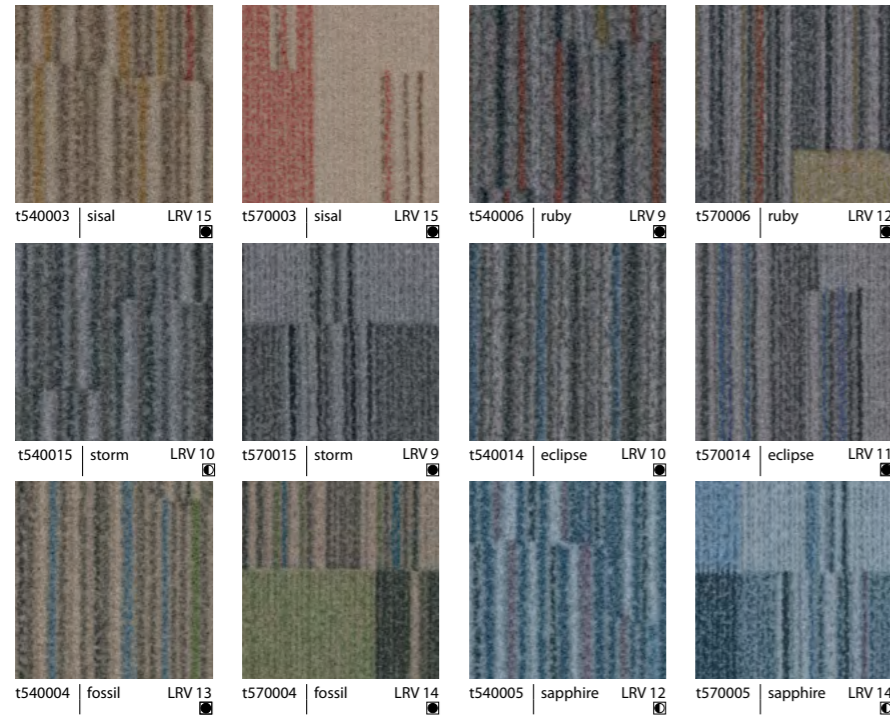 t540003 | sisal LRV 15
t570003 | sisal LRV 15
t540006 | ruby LRV 9
t570006 | ruby LRV 12
t540015 | storm LRV 10
t570015 | storm LRV 9
t540014 | eclipse LRV 10
t570014 | eclipse LRV 11
t540004 | fossil LRV 13
t570004 | fossil LRV 14
t540005 | sapphire LRV 12
t570005 | sapphire LRV 14